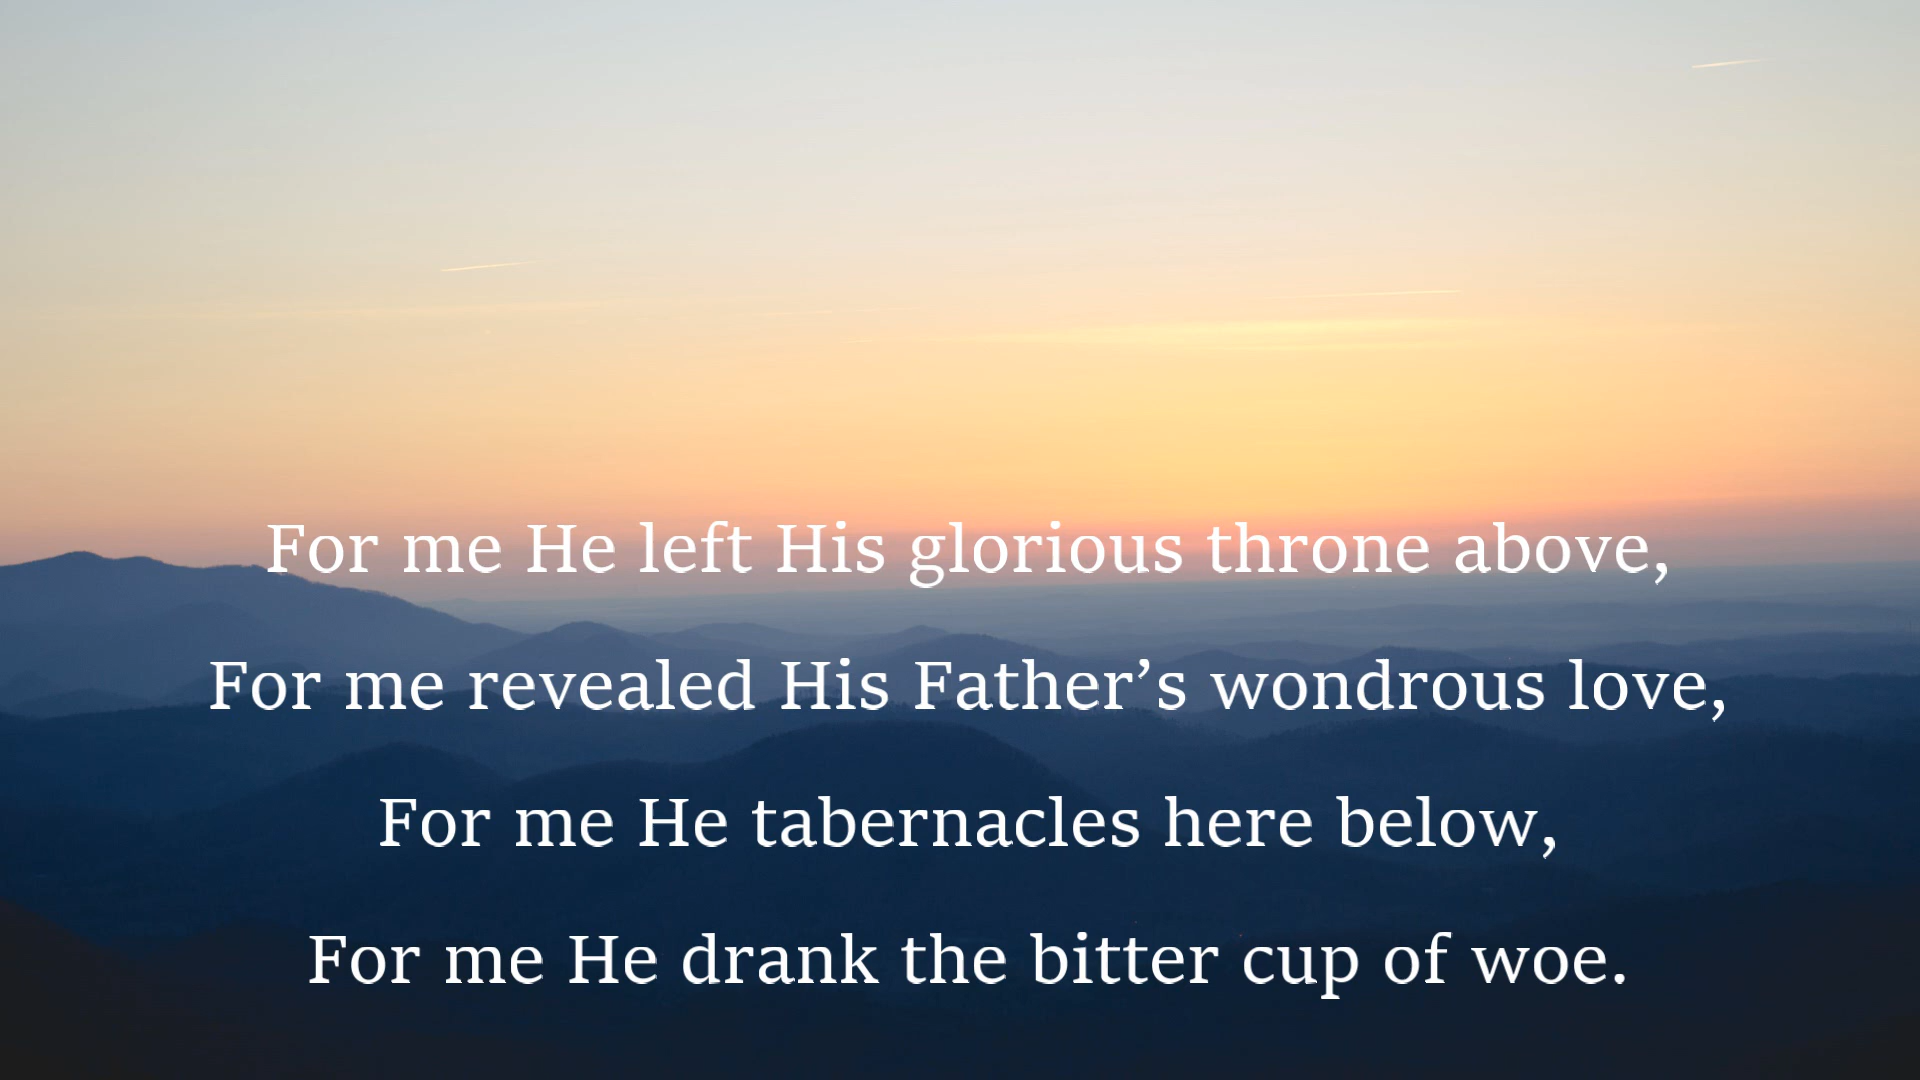 For me He left His glorious throne above,
For me revealed His Father’s wondrous love,
For me He tabernacles here below,
For me He drank the bitter cup of woe.